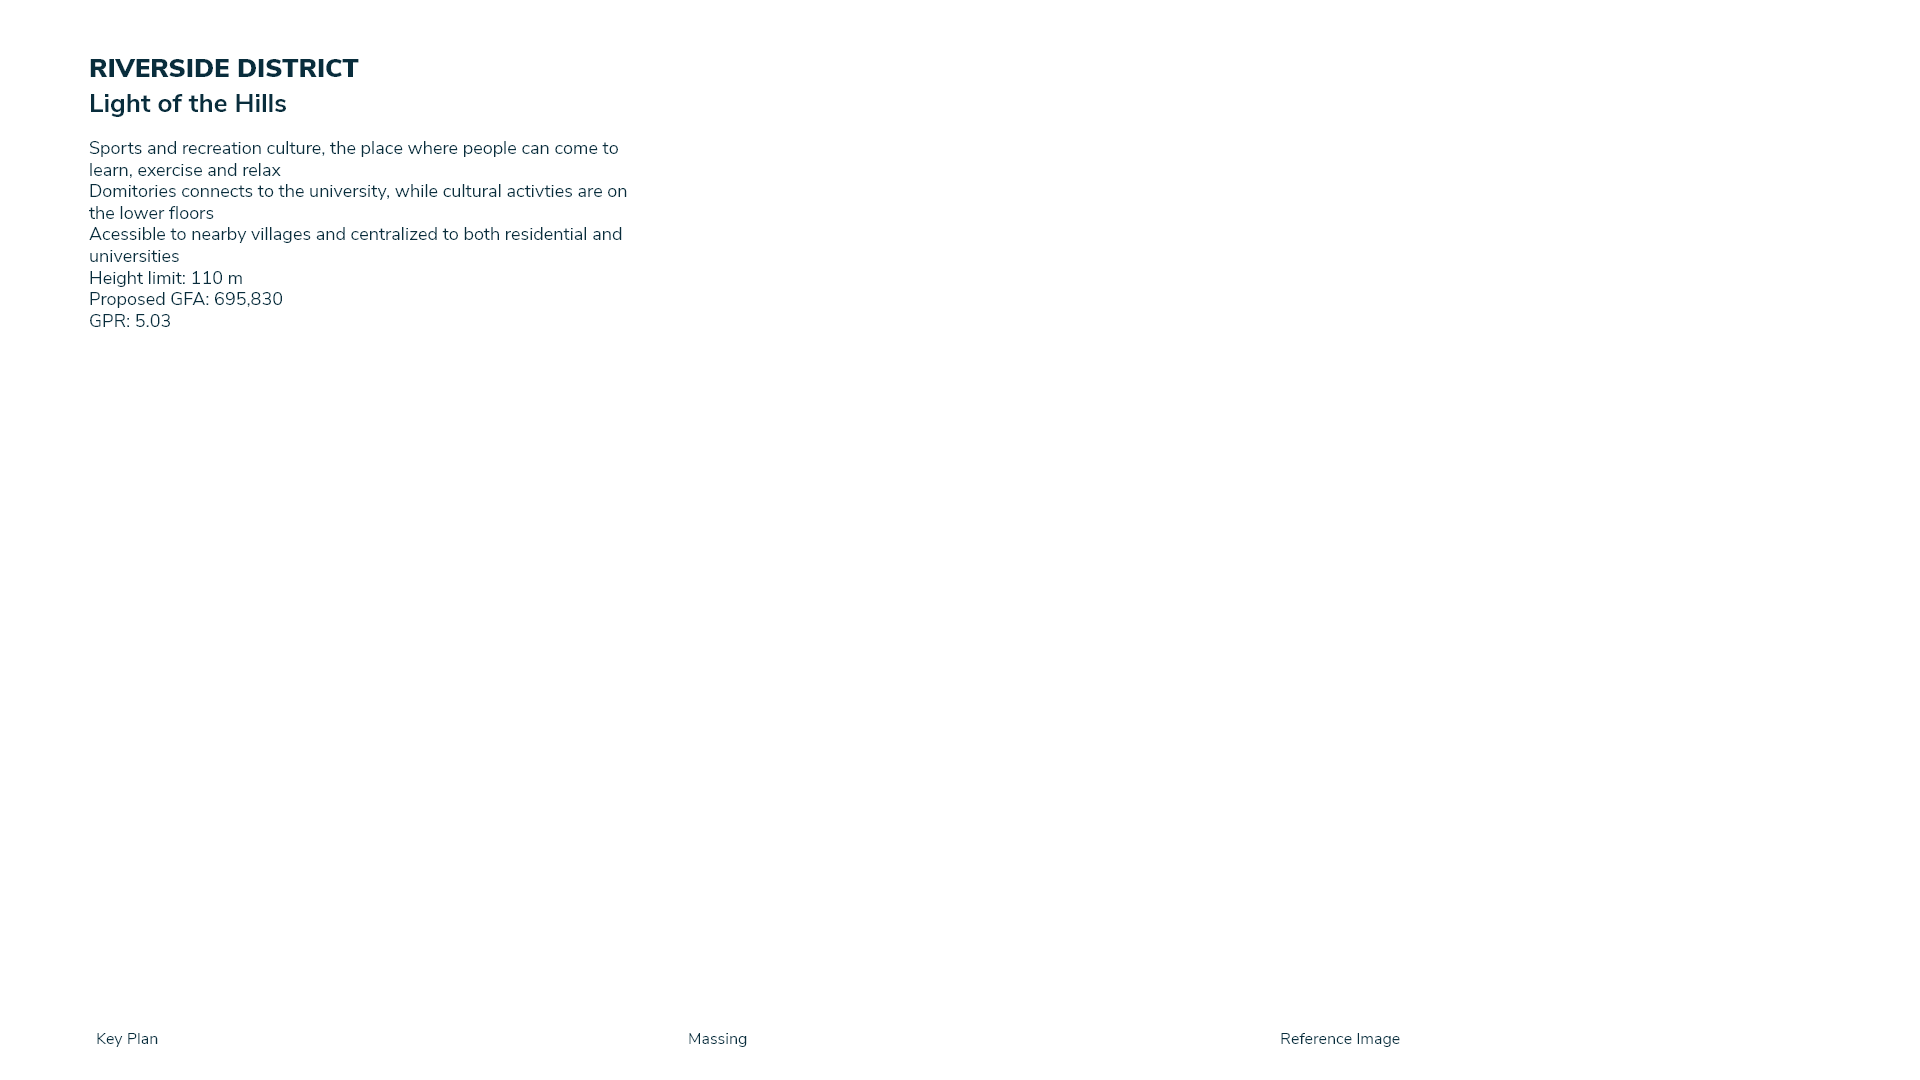 RIVERSIDE DISTRICT
Light of the Hills
Sports and recreation culture, the place where people can come to
learn, exercise and relax
Domitories connects to the university, while cultural activties are on
the lower floors
Acessible to nearby villages and centralized to both residential and
universities
Height limit: 110 m
Proposed GFA: 695,830
GPR: 5.03
Key Plan
Massing
Reference Image